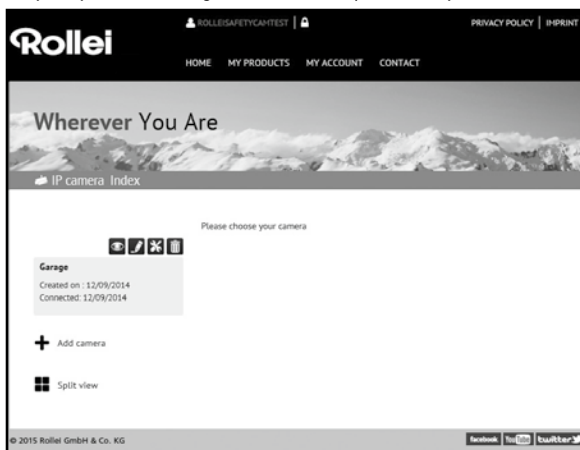 Rollei
ROLLEISAFETYCAMTEST
PRIVACY POLICY | IMPRINT
HOME MY PRODUCTS MY ACCOUNT CONTACT
Wherever You Are
IP camera Index
Please choose your camera
Garage
Created on : 12/09/2014
Connected: 12/09/2014
Add camera
Split view
© 2015 Rollei GmbH & Co. KG
facebook YouTube twitter